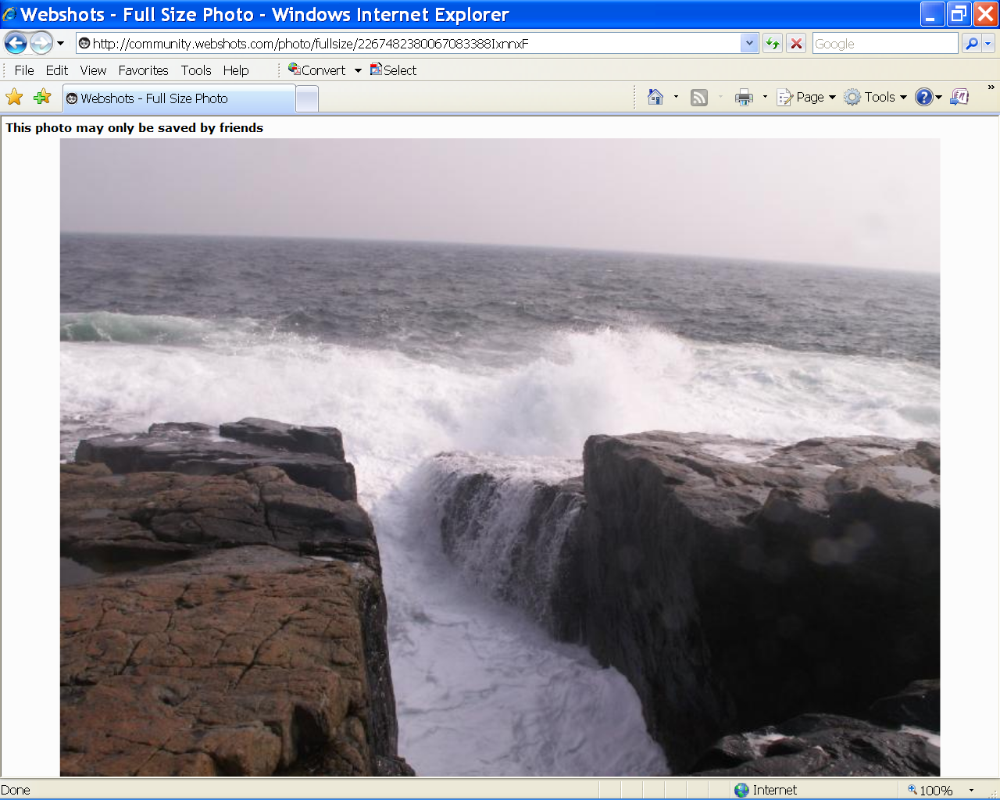 Webshots - Full Size Photo - Windows Internet Explorer
http://community.webshots.com/photo/fullsize/2267482380067083388IxnnxF
Google
File Edit View Favorites Tools Help Convert Select
Webshots - Full Size Photo
Page Tools
This photo may only be saved by friends
Done
Internet
100%